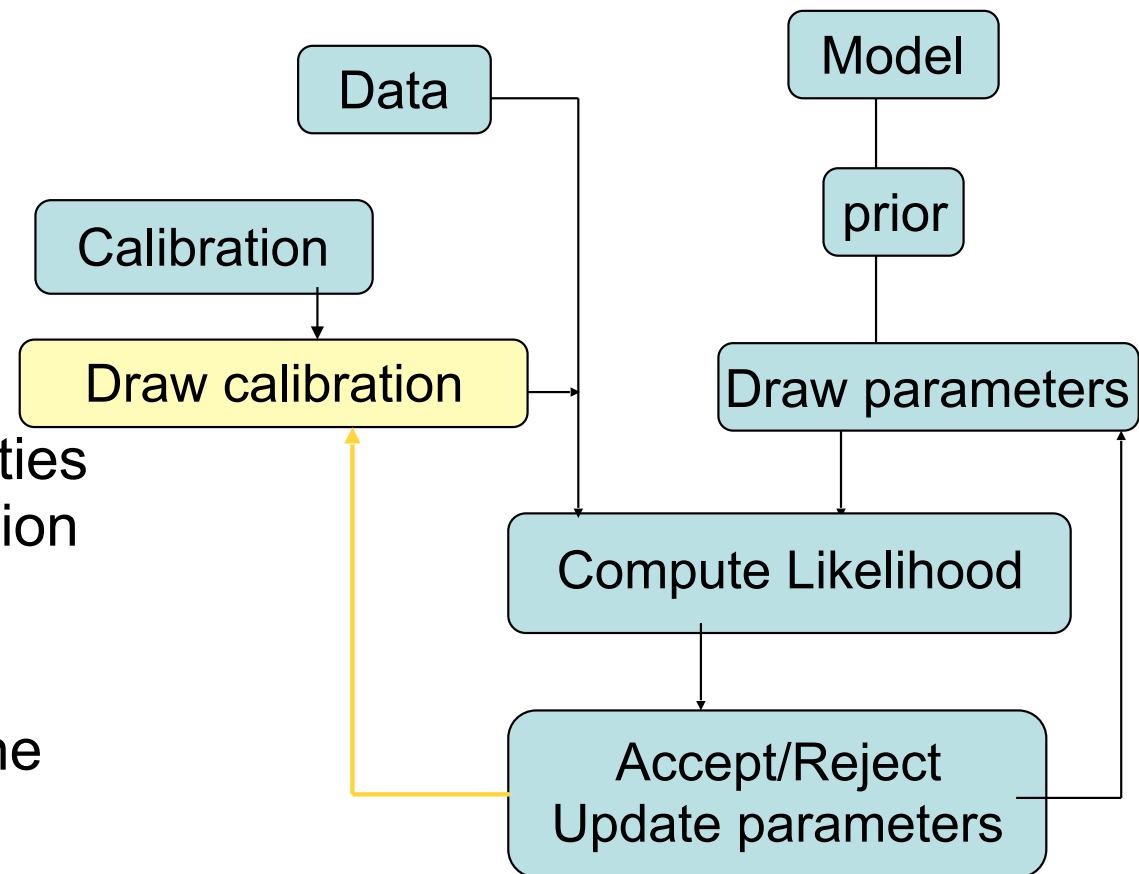 Model
Data
prior
Calibration
Draw calibration
Draw parameters
ties
ion
Compute Likelihood
ne
Accept/Reject
Update parameters